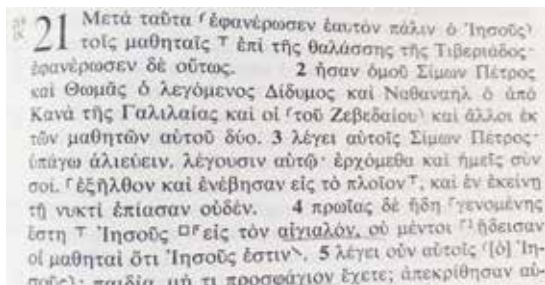 21 Μετὰ ταῦτα ⸂ἐφανέρωσεν ἑαυτὸν πάλιν ὁ Ἰησοῦς⸃
τοῖς μαθηταῖς ⸆ ἐπὶ τῆς θαλάσσης τῆς Τιβεριάδος·
ἐφανέρωσεν δὲ οὕτως. 2 ἦσαν ὁμοῦ Σίμων Πέτρος
καὶ Θωμᾶς ὁ λεγόμενος Δίδυμος καὶ Ναθαναὴλ ὁ ἀπὸ
Κανὰ τῆς Γαλιλαίας καὶ οἱ ⸂τοῦ Ζεβεδαίου⸃ καὶ ἄλλοι ἐκ
τῶν μαθητῶν αὐτοῦ δύο. 3 λέγει αὐτοῖς Σίμων Πέτρος·
ὑπάγω ἁλιεύειν. λέγουσιν αὐτῷ· ἐρχόμεθα καὶ ἡμεῖς σὺν
σοί. ⸀ἐξῆλθον καὶ ἐνέβησαν εἰς τὸ πλοῖον⸆, καὶ ἐν ἐκείνῃ
τῇ νυκτὶ ἐπίασαν οὐδέν. 4 πρωΐας δὲ ἤδη ⸀γενομένης
ἔστη ⸆ Ἰησοῦς ⸋⸀εἰς τὸν αἰγιαλόν, οὐ μέντοι ⸀¹ᾔδεισαν
οἱ μαθηταὶ ὅτι Ἰησοῦς ἐστιν⸌. 5 λέγει οὖν αὐτοῖς ⸂[ὁ] Ἰη-
σοῦς⸃· παιδία, μή τι προσφάγιον ἔχετε; ἀπεκρίθησαν αὐ-